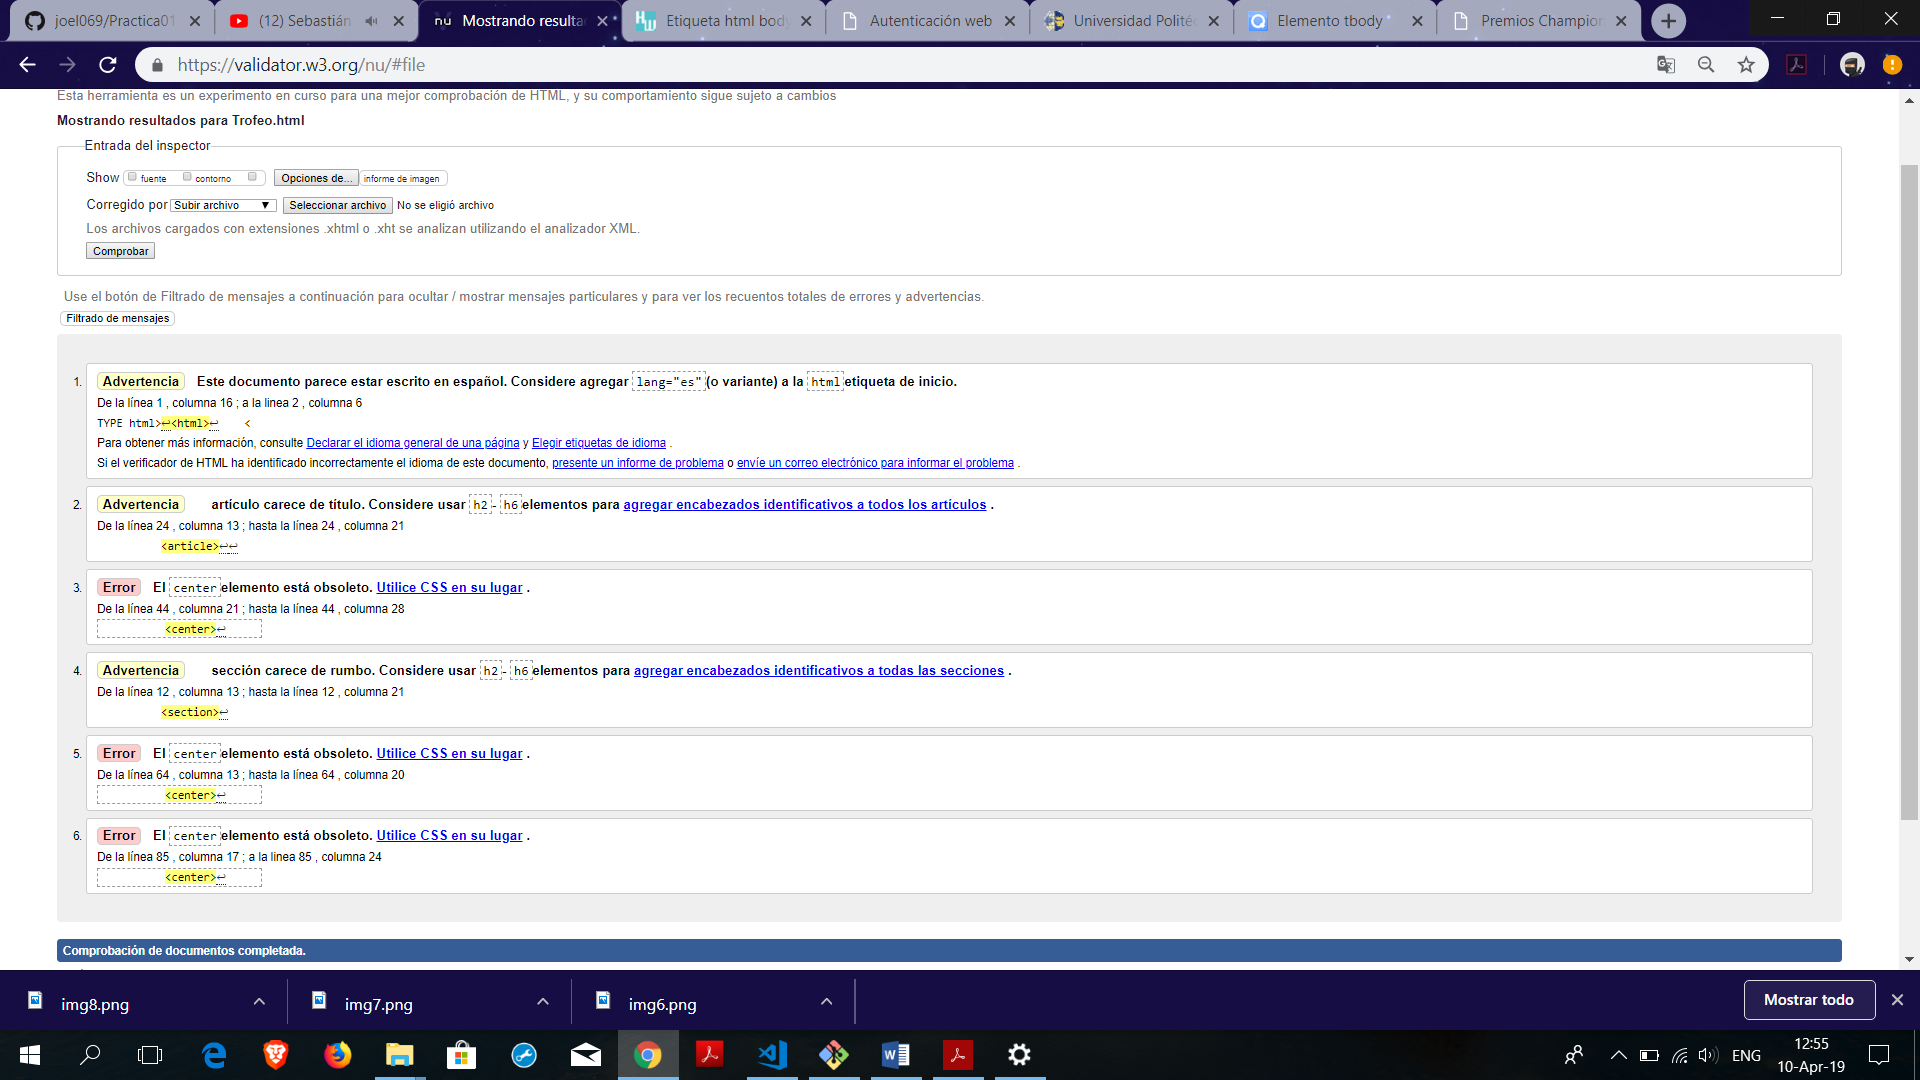 joel069/Practica01
(12) Sebastián
Mostrando resulta
Etiqueta html body
Autenticación web
Universidad Polité
Elemento tbody
Premios Champion
https://validator.w3.org/nu/#file
Esta herramienta es un experimento en curso para una mejor comprobación de HTML, y su comportamiento sigue sujeto a cambios
Mostrando resultados para Trofeo.html
Entrada del inspector
Show fuente contorno Opciones de... informe de imagen
Corregido por Subir archivo ▼ Seleccionar archivo No se eligió archivo
Los archivos cargados con extensiones .xhtml o .xht se analizan utilizando el analizador XML.
Comprobar
Use el botón de Filtrado de mensajes a continuación para ocultar / mostrar mensajes particulares y para ver los recuentos totales de errores y advertencias.
Filtrado de mensajes
1. Advertencia Este documento parece estar escrito en español. Considere agregar lang="es" (o variante) a la html etiqueta de inicio.
De la línea 1 , columna 16 ; a la linea 2 , columna 6
TYPE html>↩<html>↩ <
Para obtener más información, consulte Declarar el idioma general de una página y Elegir etiquetas de idioma .
Si el verificador de HTML ha identificado incorrectamente el idioma de este documento, presente un informe de problema o envíe un correo electrónico para informar el problema .
2. Advertencia artículo carece de título. Considere usar h2 - h6 elementos para agregar encabezados identificativos a todos los artículos .
De la línea 24 , columna 13 ; hasta la línea 24 , columna 21
<article>↩↩
3. Error El center elemento está obsoleto. Utilice CSS en su lugar .
De la línea 44 , columna 21 ; hasta la línea 44 , columna 28
<center>↩
4. Advertencia sección carece de rumbo. Considere usar h2 - h6 elementos para agregar encabezados identificativos a todas las secciones .
De la línea 12 , columna 13 ; hasta la línea 12 , columna 21
<section>↩
5. Error El center elemento está obsoleto. Utilice CSS en su lugar .
De la línea 64 , columna 13 ; hasta la línea 64 , columna 20
<center>↩
6. Error El center elemento está obsoleto. Utilice CSS en su lugar .
De la línea 85 , columna 17 ; a la linea 85 , columna 24
<center>↩
Comprobación de documentos completada.
img8.png
img7.png
img6.png
Mostrar todo
ENG
12:55
10-Apr-19